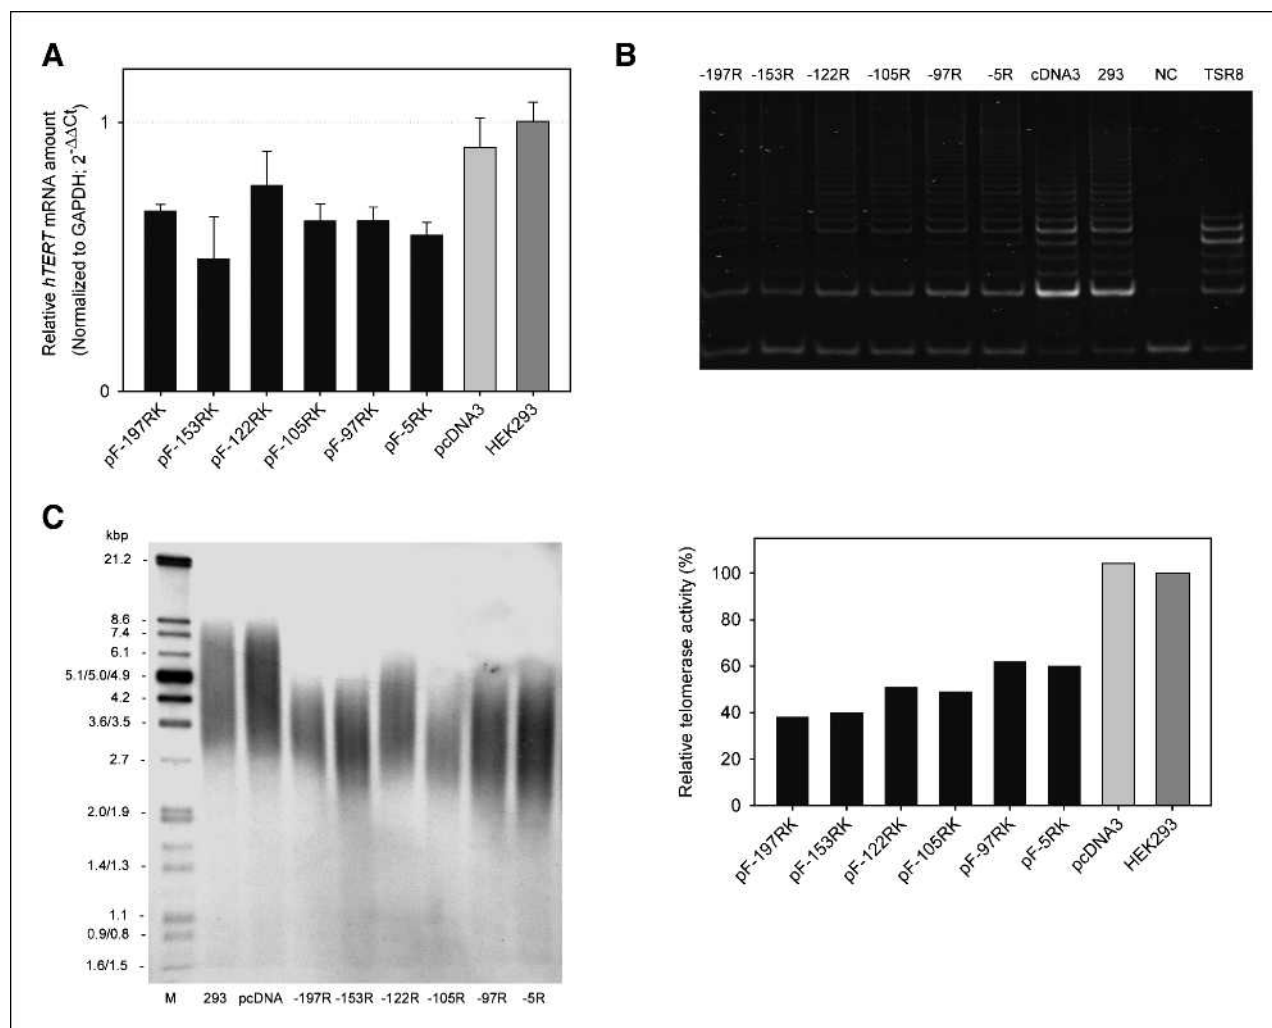 A
Relative hTERT mRNA amount
(Normalized to GAPDH; 2^-ΔΔCt)
1
0
pF-197RK
pF-153RK
pF-122RK
pF-105RK
pF-97RK
pF-5RK
pcDNA3
HEK293
B
-197R -153R -122R -105R -97R -5R cDNA3 293 NC TSR8
C
kbp
21.2 -
8.6 -
7.4 -
6.1 -
5.1/5.0/4.9 -
4.2 -
3.6/3.5 -
2.7 -
2.0/1.9 -
1.4/1.3 -
1.1 -
0.9/0.8 -
1.6/1.5 -
M 293 pcDNA -197R -153R -122R -105R -97R -5R
Relative telomerase activity (%)
100
80
60
40
20
0
pF-197RK
pF-153RK
pF-122RK
pF-105RK
pF-97RK
pF-5RK
pcDNA3
HEK293